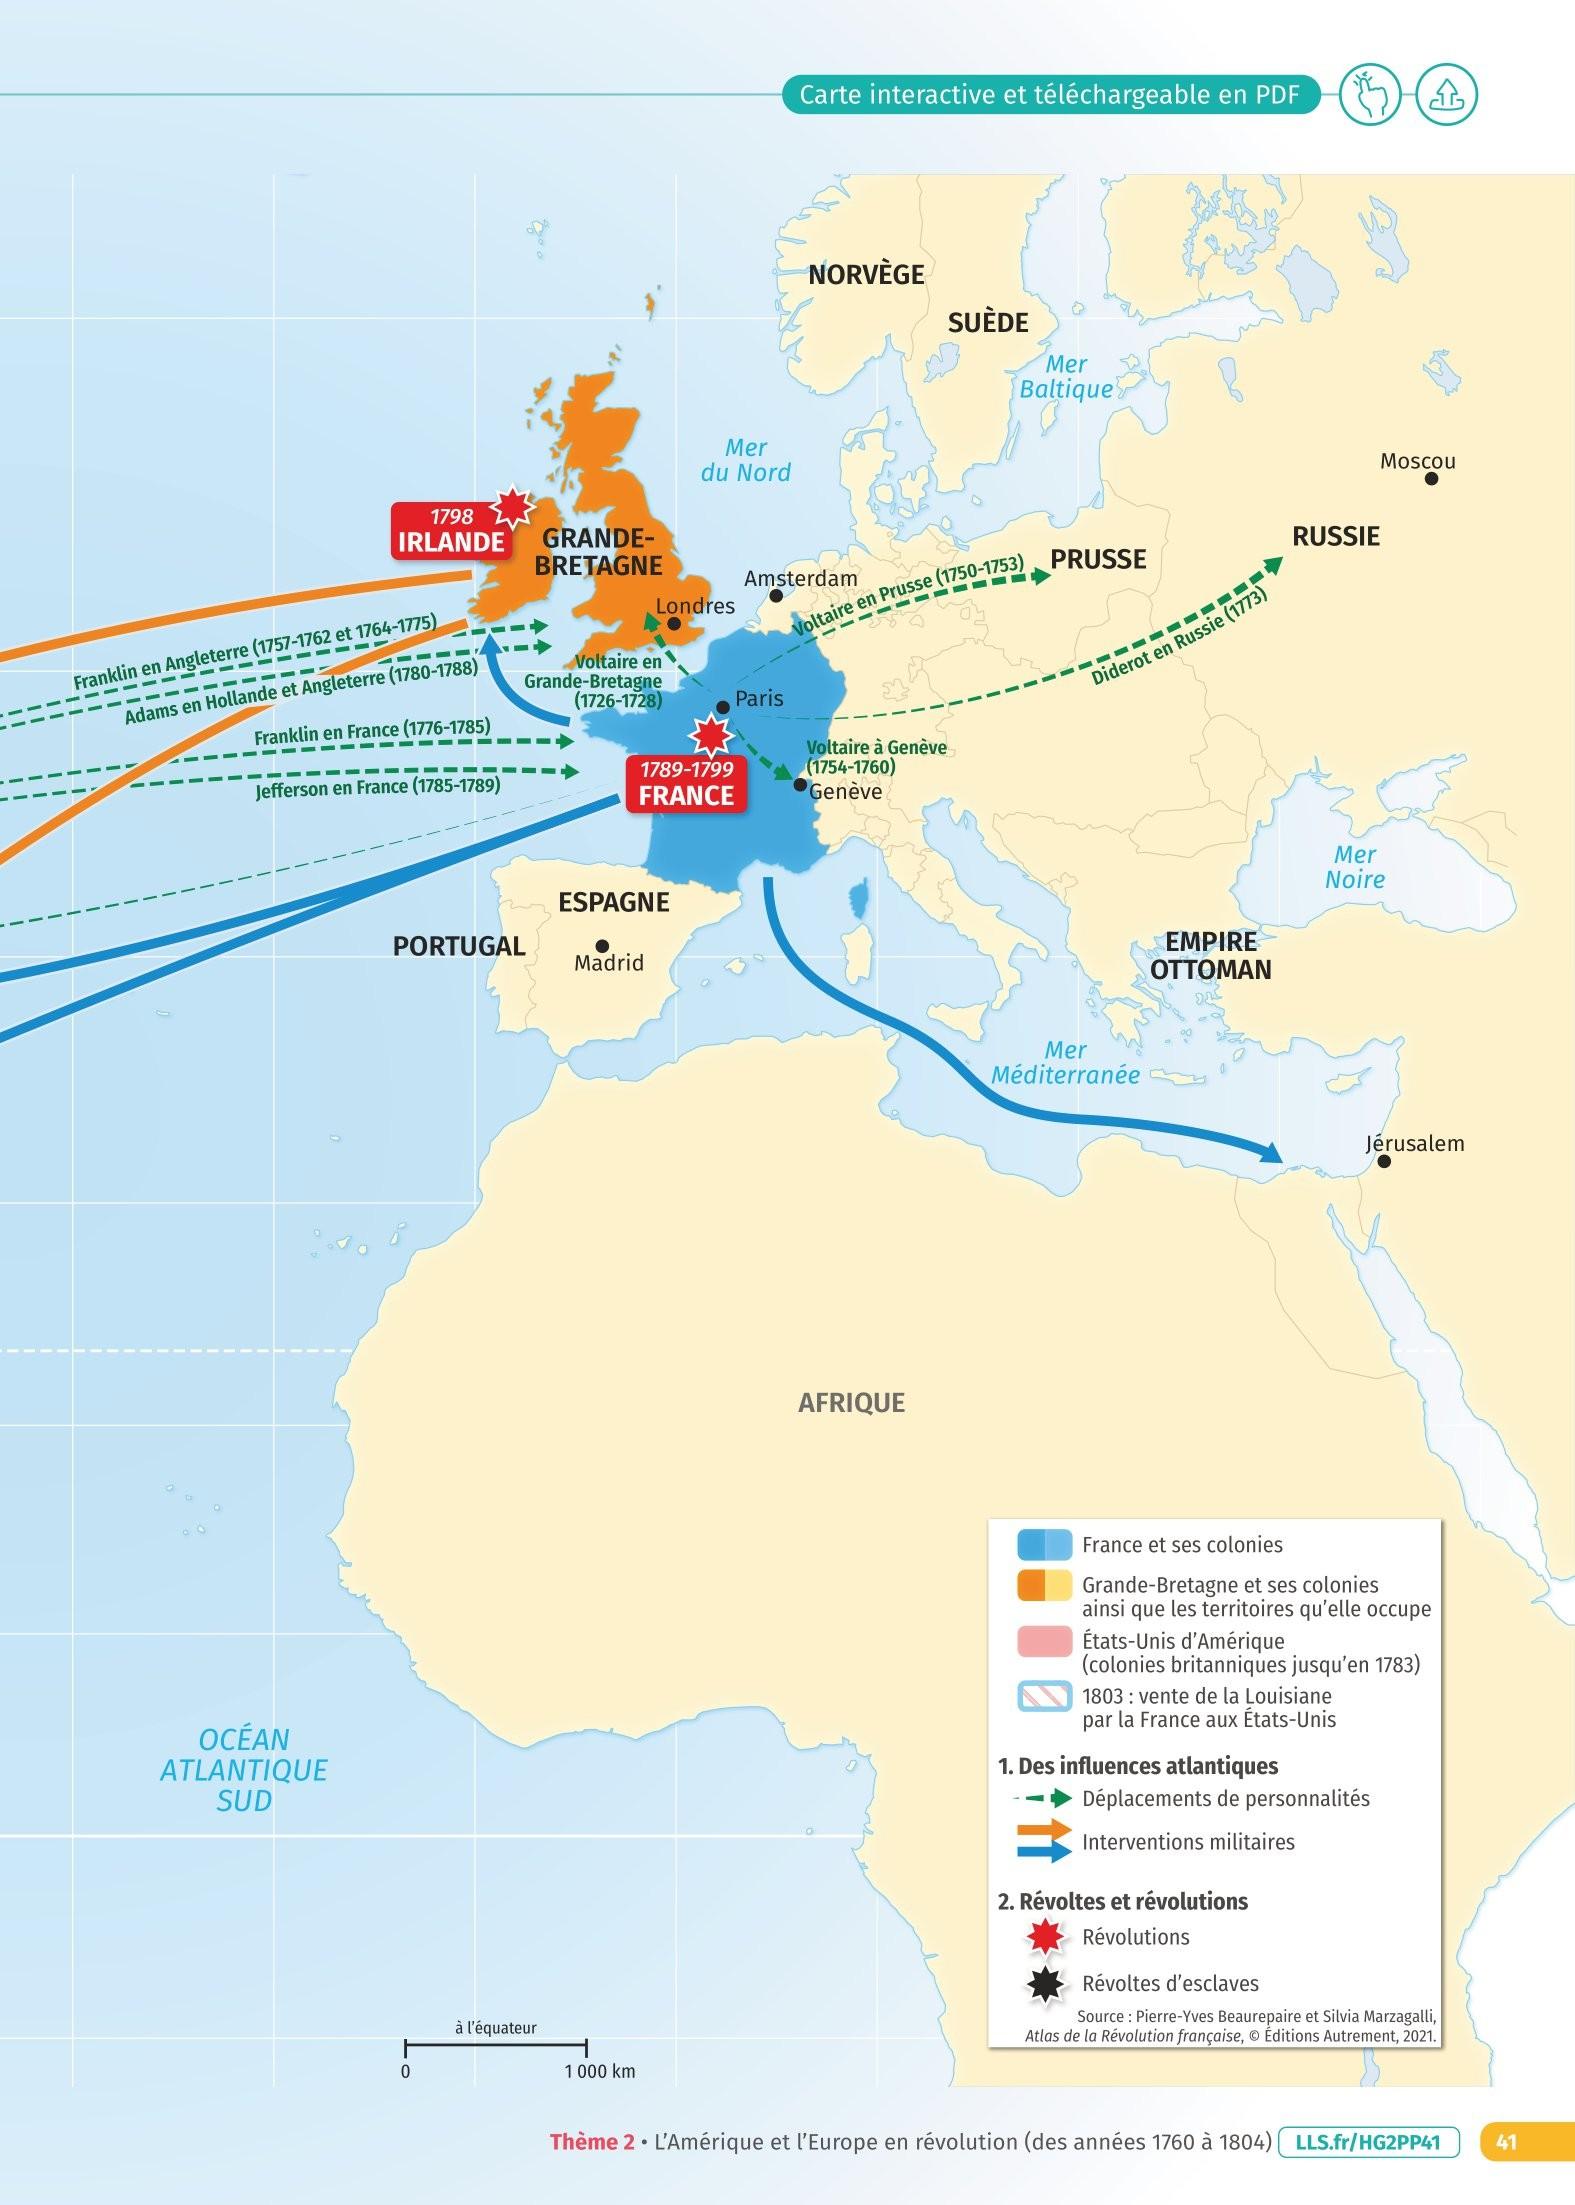 Carte interactive et téléchargeable en PDF
NORVÈGE
SUÈDE
Mer
Baltique
Mer
du Nord
Moscou
RUSSIE
1798
IRLANDE
GRANDE-
BRETAGNE
PRUSSE
Amsterdam
Londres
Voltaire en Prusse (1750-1753)
Diderot en Russie (1773)
Franklin en Angleterre (1757-1762 et 1764-1775)
Adams en Hollande et Angleterre (1780-1788)
Voltaire en
Grande-Bretagne
(1726-1728)
Paris
Franklin en France (1776-1785)
Jefferson en France (1785-1789)
Voltaire à Genève
(1754-1760)
Genève
1789-1799
FRANCE
Mer
Noire
ESPAGNE
PORTUGAL
Madrid
EMPIRE
OTTOMAN
Mer
Méditerranée
Jérusalem
AFRIQUE
OCÉAN
ATLANTIQUE
SUD
France et ses colonies
Grande-Bretagne et ses colonies
ainsi que les territoires qu'elle occupe
États-Unis d'Amérique
(colonies britanniques jusqu'en 1783)
1803 : vente de la Louisiane
par la France aux États-Unis
1. Des influences atlantiques
Déplacements de personnalités
Interventions militaires
2. Révoltes et révolutions
Révolutions
Révoltes d'esclaves
Source : Pierre-Yves Beaurepaire et Silvia Marzagalli,
Atlas de la Révolution française, © Éditions Autrement, 2021.
à l'équateur
0 1 000 km
Thème 2 • L'Amérique et l'Europe en révolution (des années 1760 à 1804) LLS.fr/HG2PP41 41